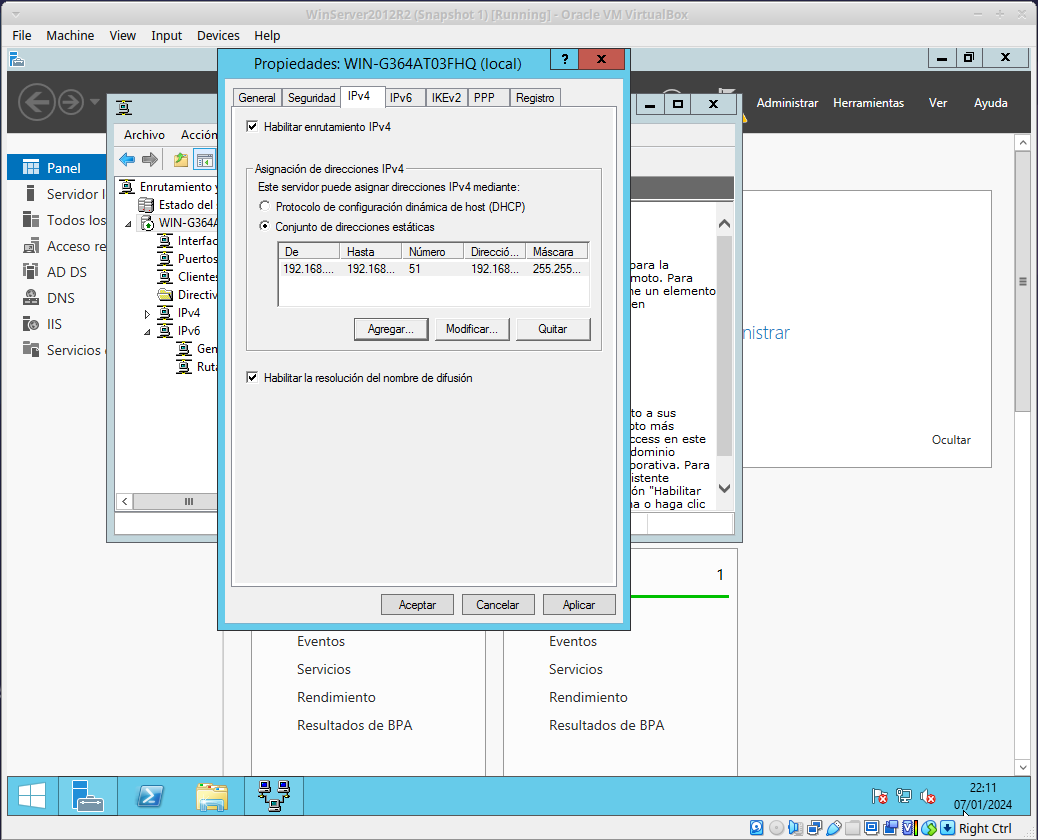 WinServer2012R2 (Snapshot 1) [Running] - Oracle VM VirtualBox
File Machine View Input Devices Help
Administrar Herramientas Ver Ayuda
Panel
Servidor l
Todos los
Acceso re
AD DS
DNS
IIS
Servicios
nistrar
Ocultar
Archivo Acción
Enrutamiento y
Estado del
WIN-G364A
Interfac
Puertos
Clientes
Directiv
IPv4
IPv6
Gen
Ruta
para la
moto. Para
ne un elemento
en
to a sus
oto más
ccess en este
dominio
porativa. Para
istente
ón "Habilitar
na o haga clic
Propiedades: WIN-G364AT03FHQ (local)
? X
General Seguridad IPv4 IPv6 IKEv2 PPP Registro
Habilitar enrutamiento IPv4
Asignación de direcciones IPv4
Este servidor puede asignar direcciones IPv4 mediante:
Protocolo de configuración dinámica de host (DHCP)
Conjunto de direcciones estáticas
De Hasta Número Direcció... Máscara
192.168.... 192.168... 51 192.168... 255.255...
Agregar... Modificar... Quitar
Habilitar la resolución del nombre de difusión
Aceptar Cancelar Aplicar
1
Eventos
Servicios
Rendimiento
Resultados de BPA
Eventos
Servicios
Rendimiento
Resultados de BPA
22:11
07/01/2024
Right Ctrl